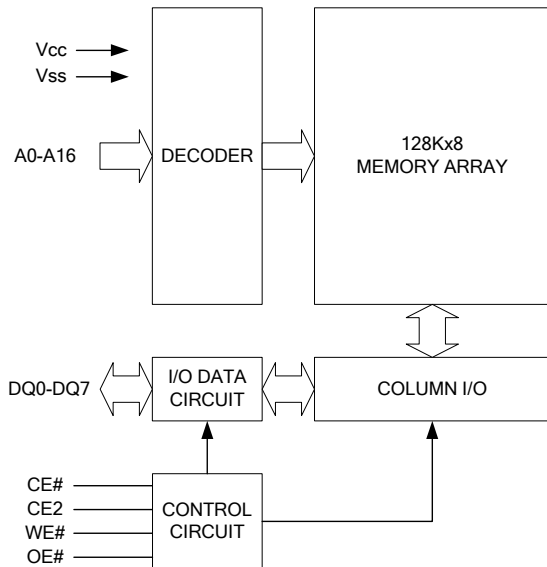 Vcc
Vss
A0-A16
DECODER
128Kx8
MEMORY ARRAY
DQ0-DQ7
I/O DATA
CIRCUIT
COLUMN I/O
CE#
CE2
WE#
OE#
CONTROL
CIRCUIT